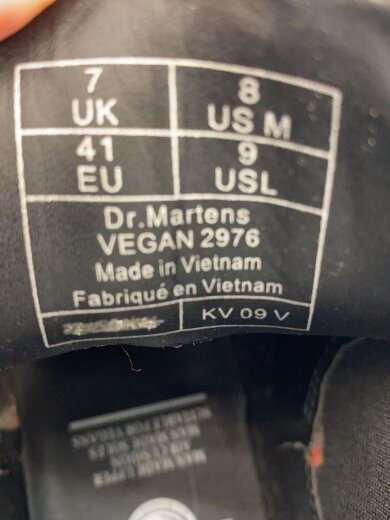 7 8
UK US M
41 9
EU USL
Dr.Martens
VEGAN 2976
Made in Vietnam
Fabriqué en Vietnam
KV 09 V